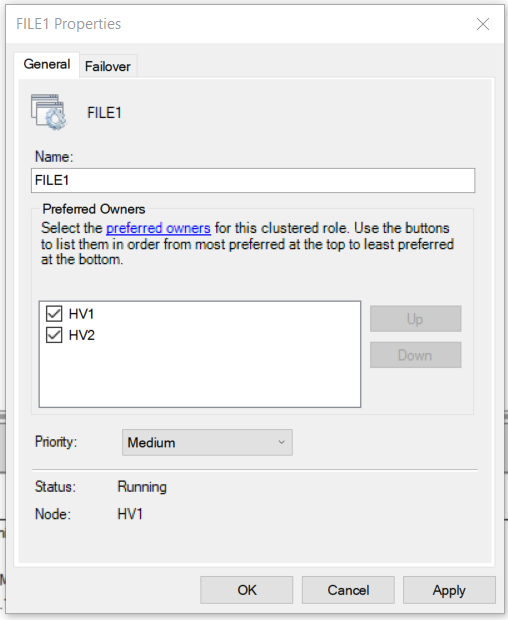 FILE1 Properties
General
Failover
FILE1
Name:
FILE1
Preferred Owners
Select the preferred owners for this clustered role. Use the buttons
to list them in order from most preferred at the top to least preferred
at the bottom.
HV1
HV2
Up
Down
Priority:
Medium
Status:
Running
Node:
HV1
OK
Cancel
Apply